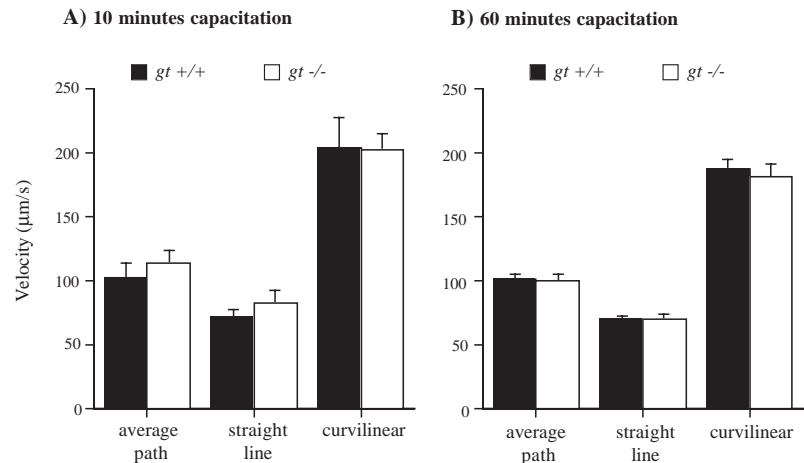 A) 10 minutes capacitation
gt +/+ gt -/-
250
200
150
100
50
0
Velocity (μm/s)
average path
straight line
curvilinear
B) 60 minutes capacitation
gt +/+ gt -/-
250
200
150
100
50
0
average path
straight line
curvilinear